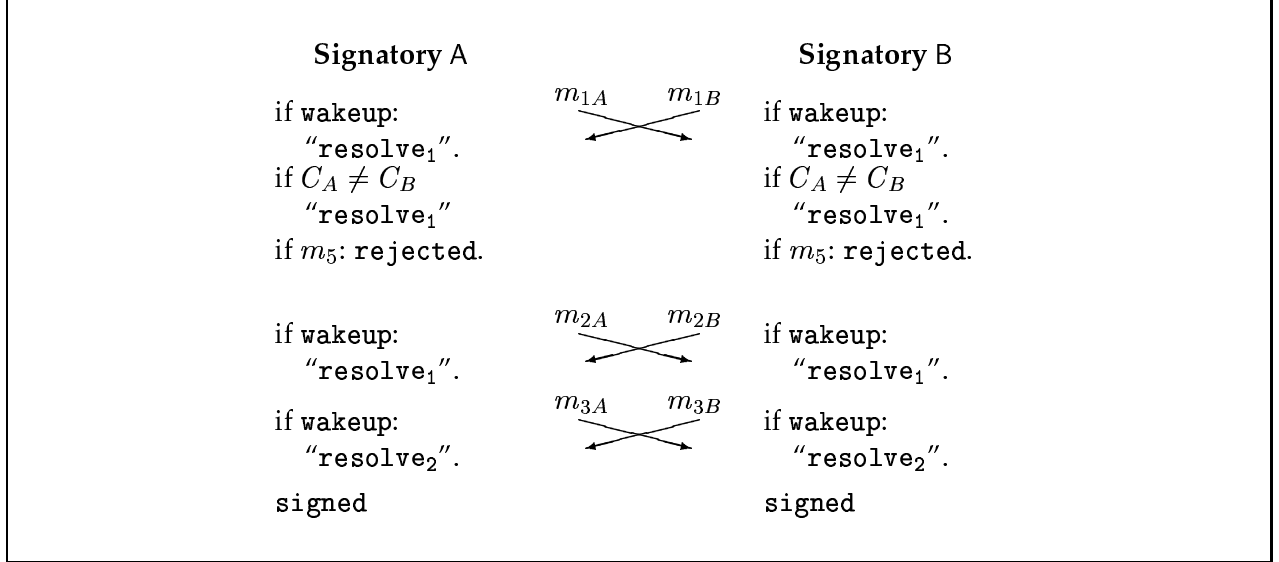 Signatory A Signatory B
m1A m1B
if wakeup: if wakeup:
“resolve1”. “resolve1”.
if CA ≠ CB if CA ≠ CB
“resolve1” “resolve1”.
if m5: rejected. if m5: rejected.
m2A m2B
if wakeup: if wakeup:
“resolve1”. “resolve1”.
m3A m3B
if wakeup: if wakeup:
“resolve2”. “resolve2”.
signed signed